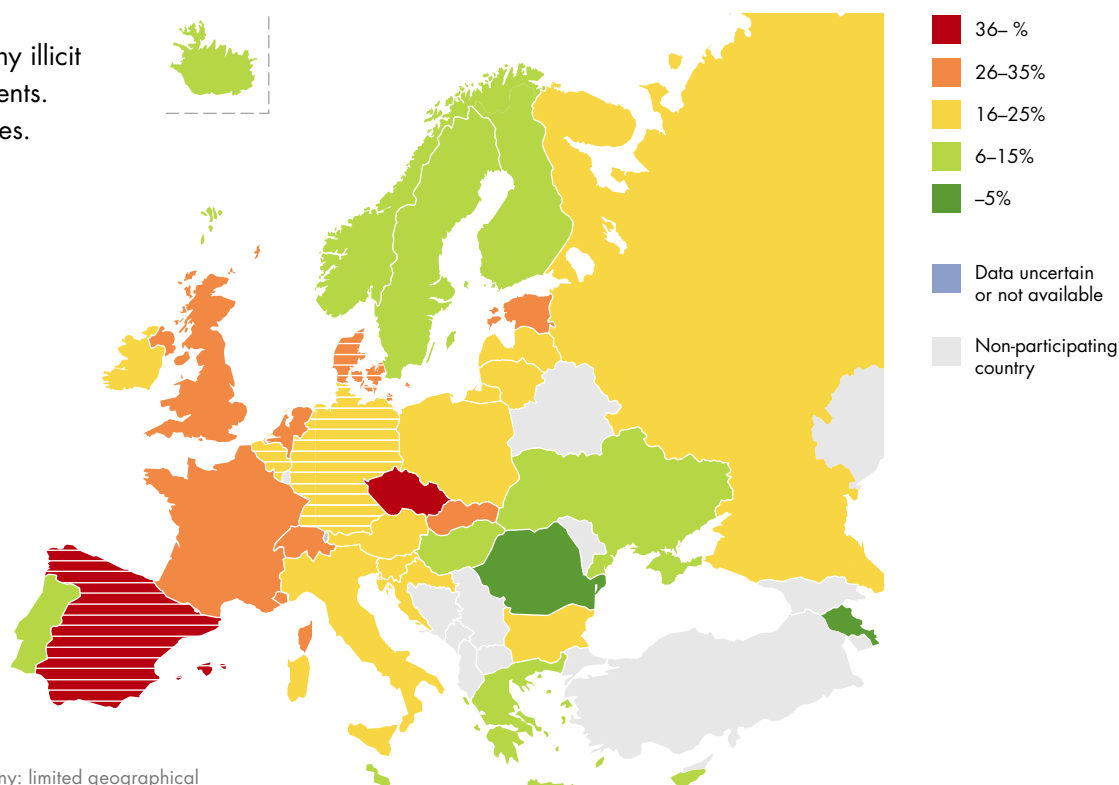 ny illicit
ents.
es.
36– %
26–35%
16–25%
6–15%
–5%
Data uncertain
or not available
Non-participating
country
ny: limited geographical